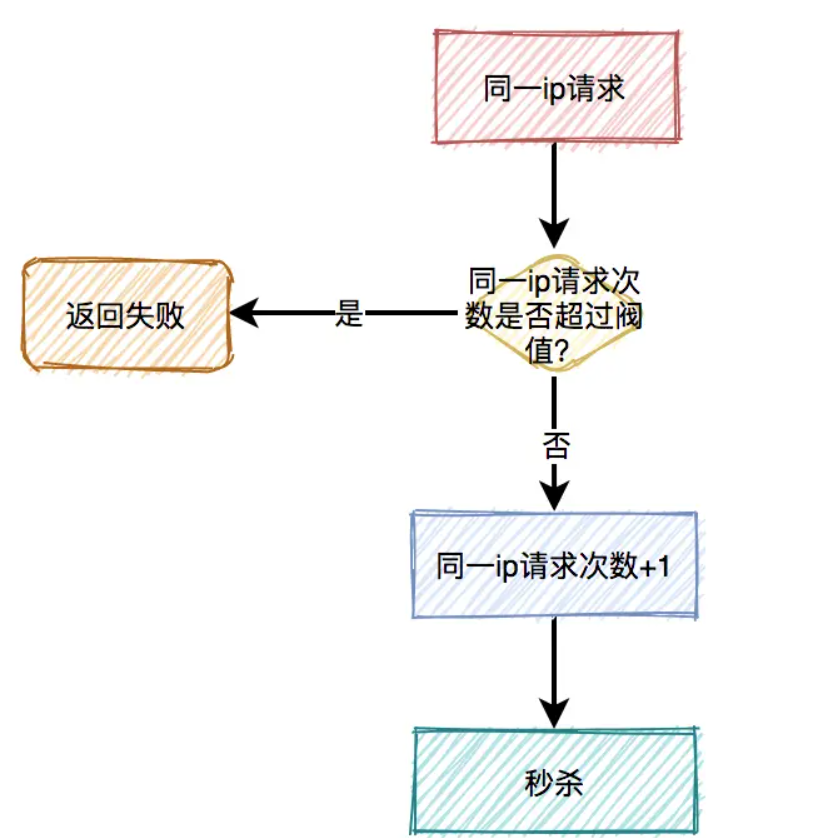 同一ip请求
同一ip请求次
数是否超过阀
值?
是
返回失败
否
同一ip请求次数+1
秒杀